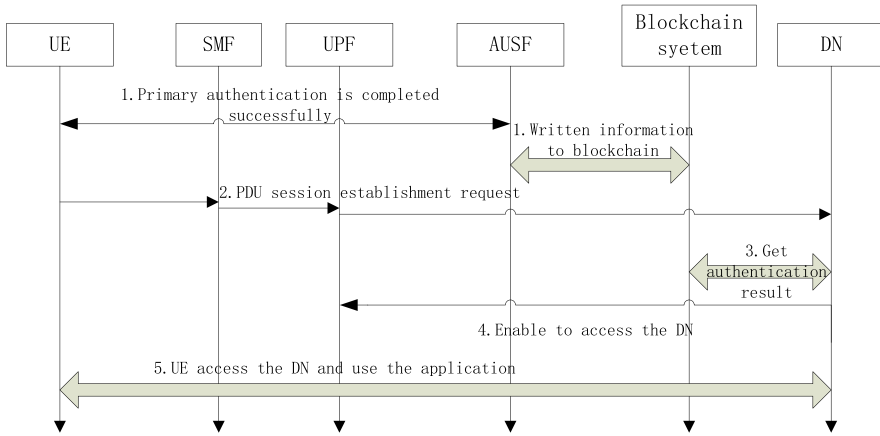 UE
SMF
UPF
AUSF
Blockchain
syetem
DN
1.Primary authentication is completed
successfully
1.Written information
to blockchain
2.PDU session establishment request
3.Get
authentication
result
4.Enable to access the DN
5.UE access the DN and use the application